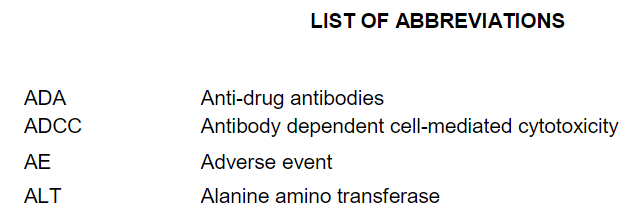 LIST OF ABBREVIATIONS
ADA Anti-drug antibodies
ADCC Antibody dependent cell-mediated cytotoxicity
AE Adverse event
ALT Alanine amino transferase